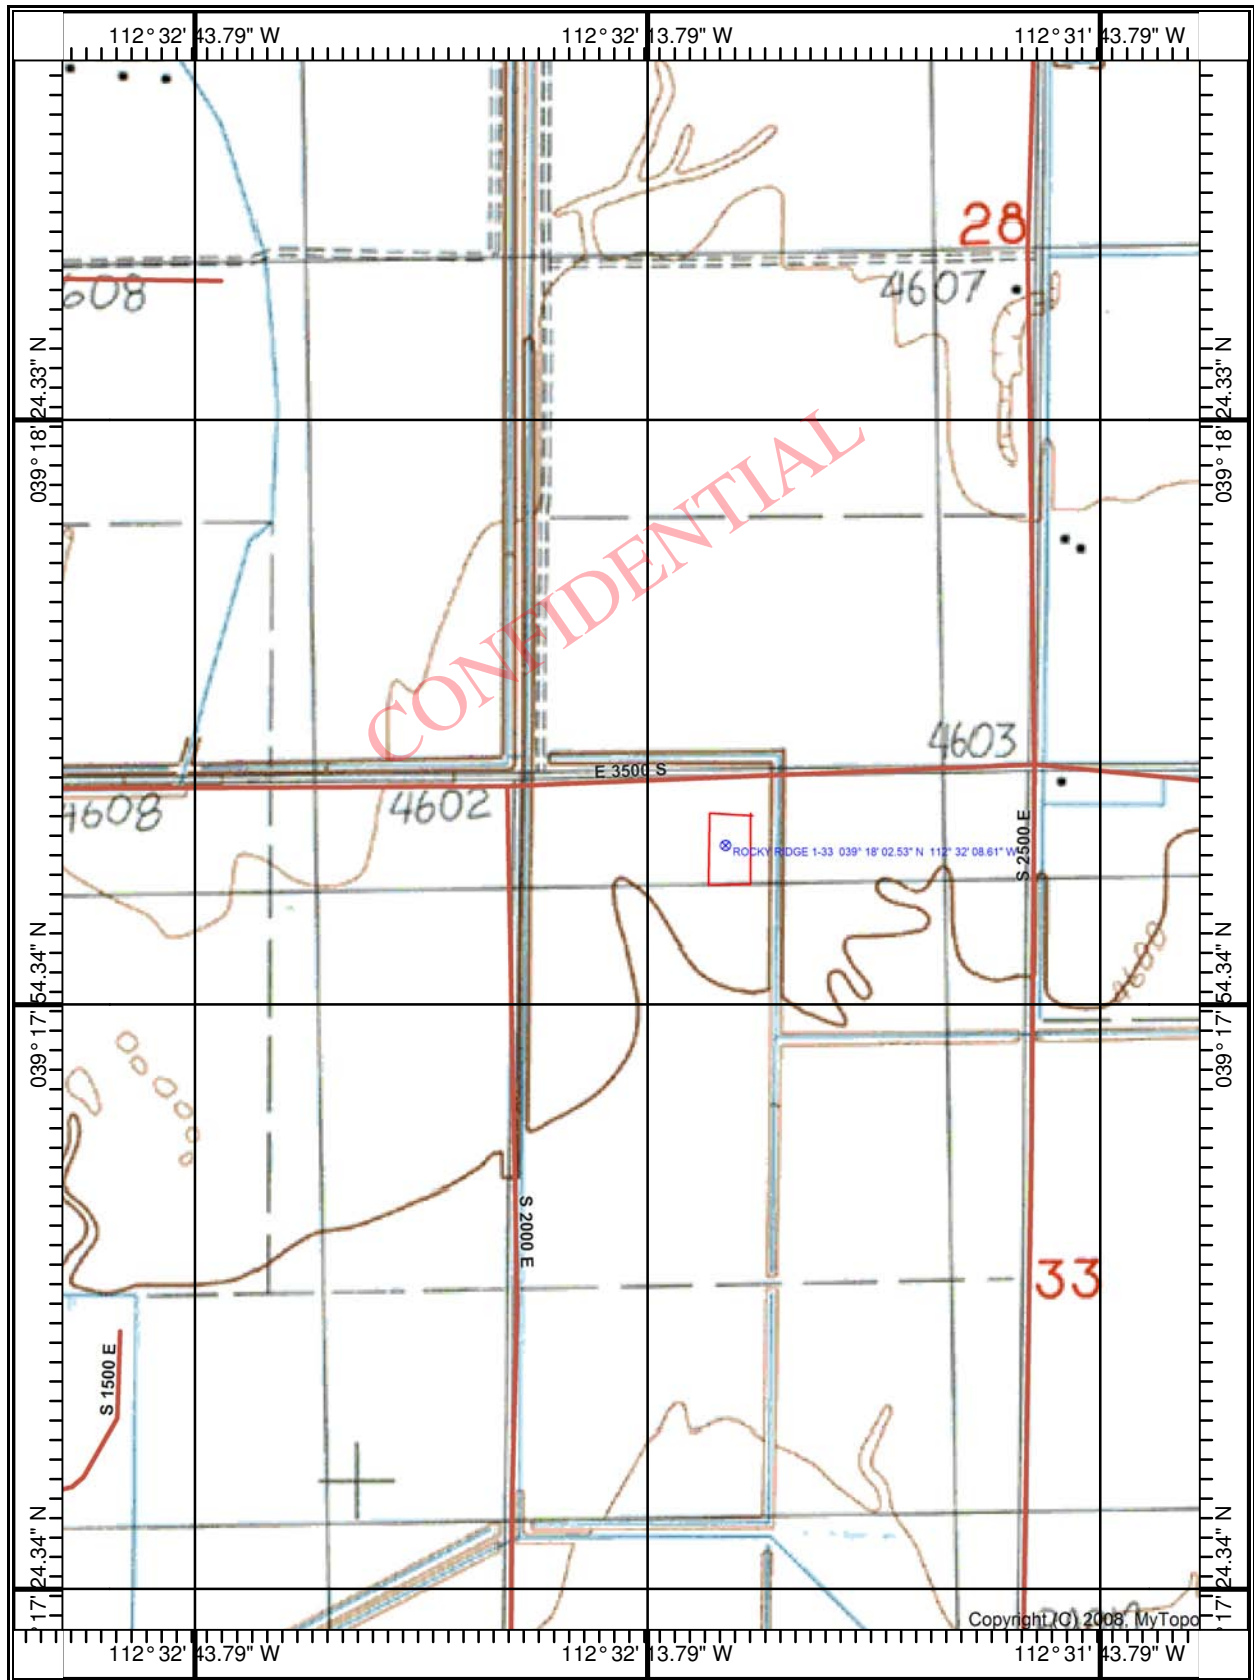 112° 32' 43.79" W
112° 32' 13.79" W
112° 31' 43.79" W
28
4608
4607
039° 18' 24.33" N
039° 18' 24.33" N
CONFIDENTIAL
4603
E 3500 S
4608
4602
S 2500 E
ROCKY RIDGE 1-33 039° 18' 02.53" N 112° 32' 08.61" W
4600
039° 17' 54.34" N
039° 17' 54.34" N
S 2000 E
33
S 1500 E
17' 24.34" N
17' 24.34" N
Copyright (C) 2008, MyTopo
112° 32' 43.79" W
112° 32' 13.79" W
112° 31' 43.79" W